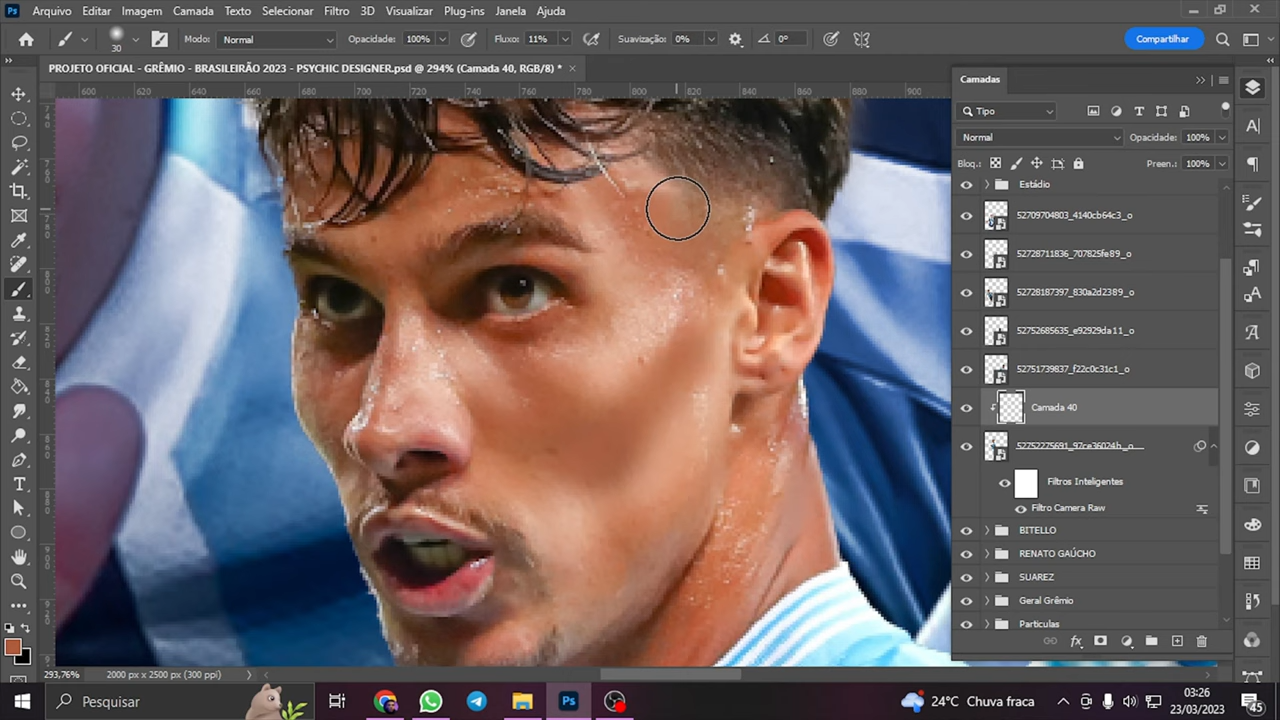 Ps Arquivo Editar Imagem Camada Texto Selecionar Filtro 3D Visualizar Plug-ins Janela Ajuda
30 Modo: Normal Opacidade: 100% Fluxo: 11% Suavização: 0% 0° Compartilhar
PROJETO OFICIAL - GRÊMIO - BRASILEIRÃO 2023 - PSYCHIC DESIGNER.psd @ 294% (Camada 40, RGB/8) *
600 640 660 680 700 720 740 760 780 800 820 840 860 880 900
Camadas
Tipo
Normal Opacidade: 100%
Bloq.: Preen.: 100%
Estádio
52709704803_4140cb64c3_o
52728711836_707825fe89_o
52728187397_830a2d2389_o
52752685635_e92929da11_o
52751739837_f22c0c31c1_o
Camada 40
52752275691_97ce36024b_o
Filtros Inteligentes
Filtro Camera Raw
BITELLO
RENATO GAÚCHO
SUAREZ
Geral Grêmio
Particulas
293,76% 2000 px x 2500 px (300 ppi)
Pesquisar
Ps
24°C Chuva fraca
03:26
23/03/2023
45